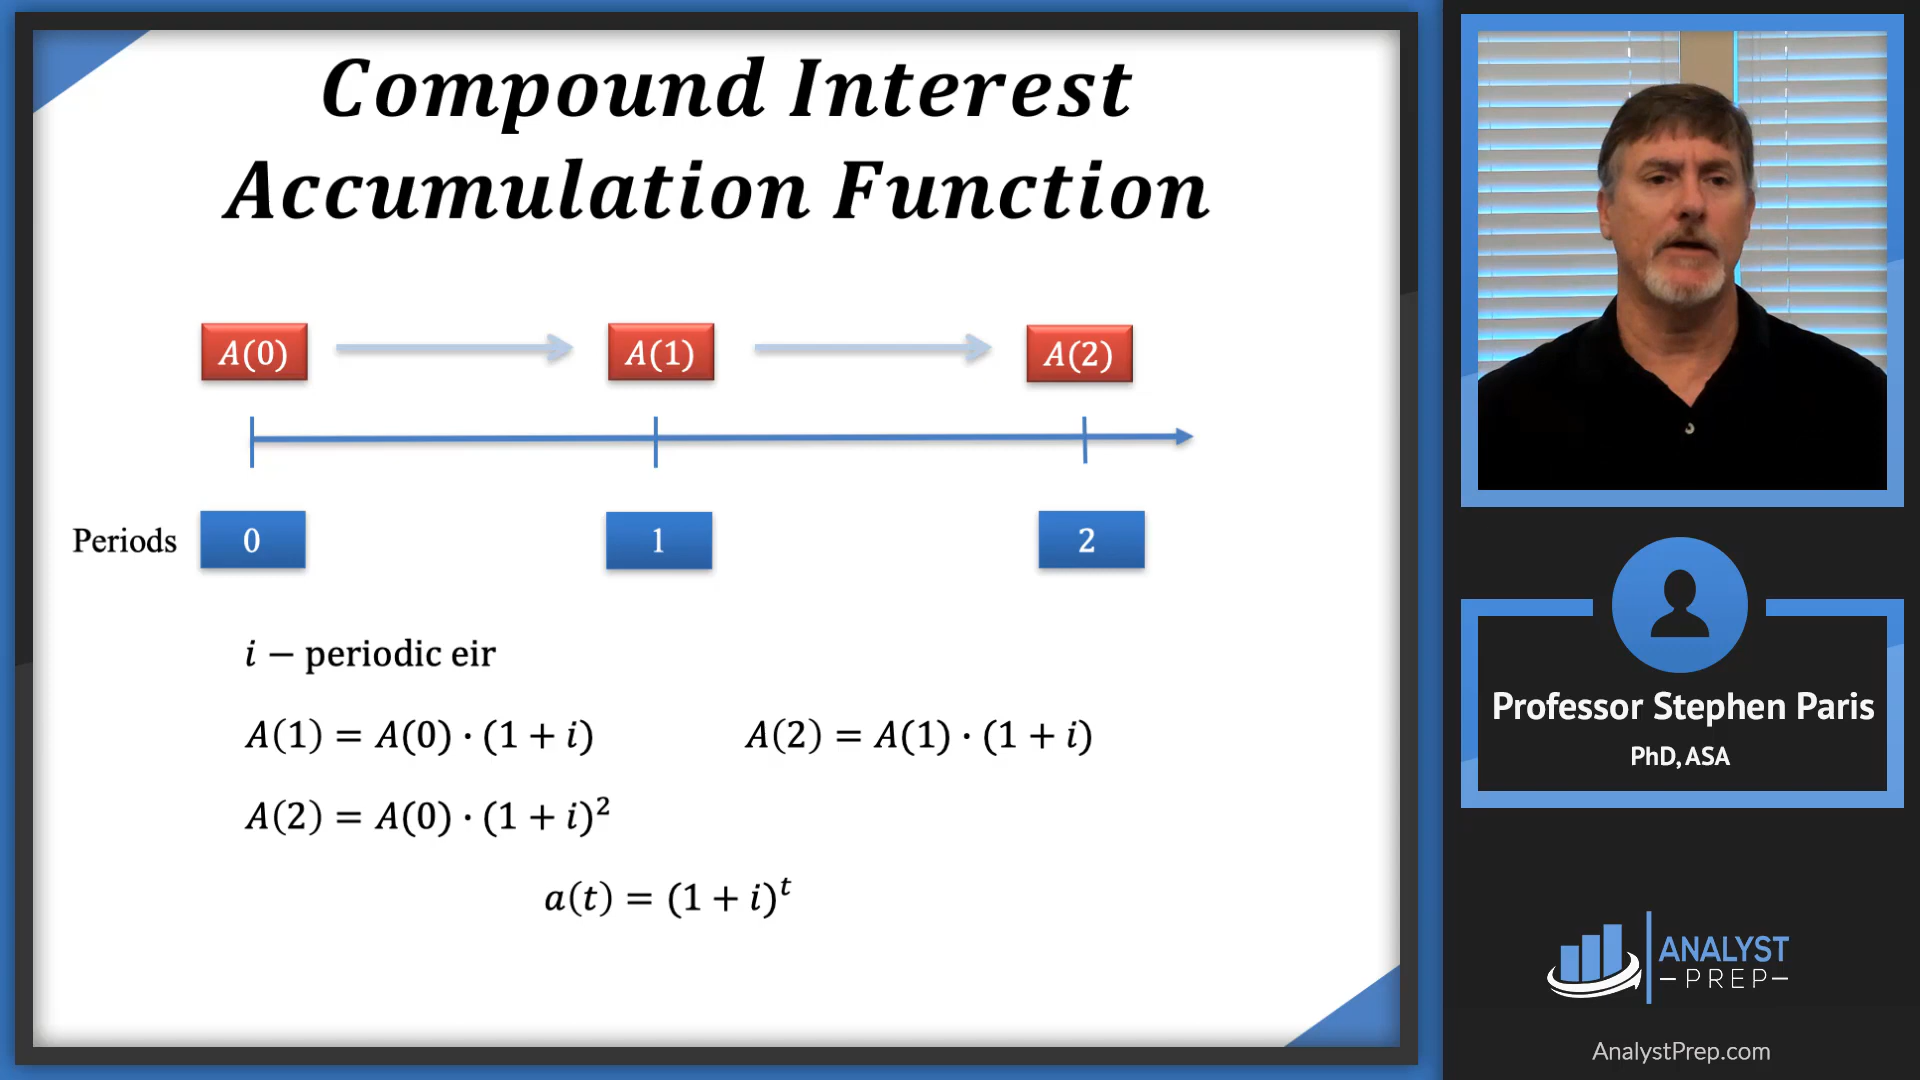 Compound Interest
Accumulation Function
A(0) A(1) A(2)
Periods 0 1 2
i – periodic eir
A(1) = A(0) · (1 + i) A(2) = A(1) · (1 + i)
A(2) = A(0) · (1 + i)²
a(t) = (1 + i)ᵗ
Professor Stephen Paris
PhD, ASA
ANALYST
–PREP–
AnalystPrep.com